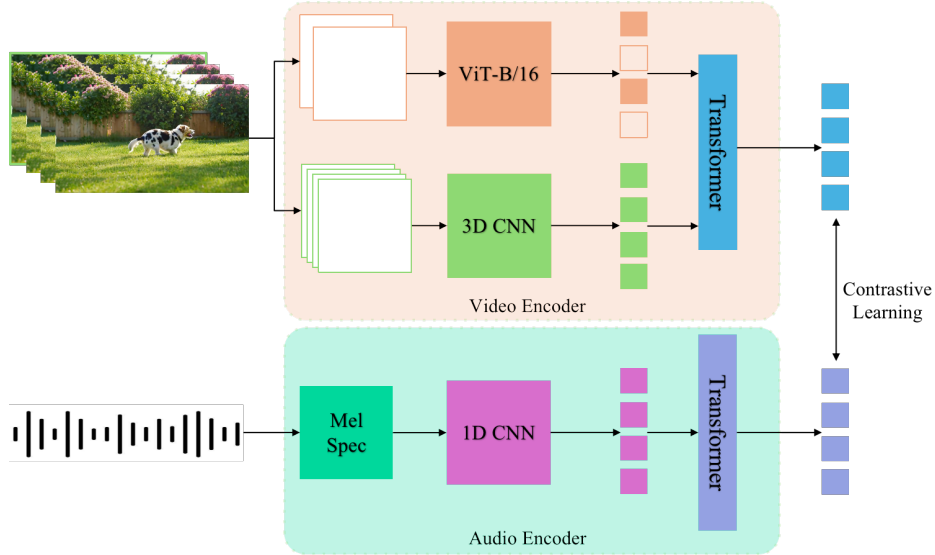 ViT-B/16
Transformer
3D CNN
Video Encoder
Contrastive
Learning
Mel
Spec
1D CNN
Transformer
Audio Encoder